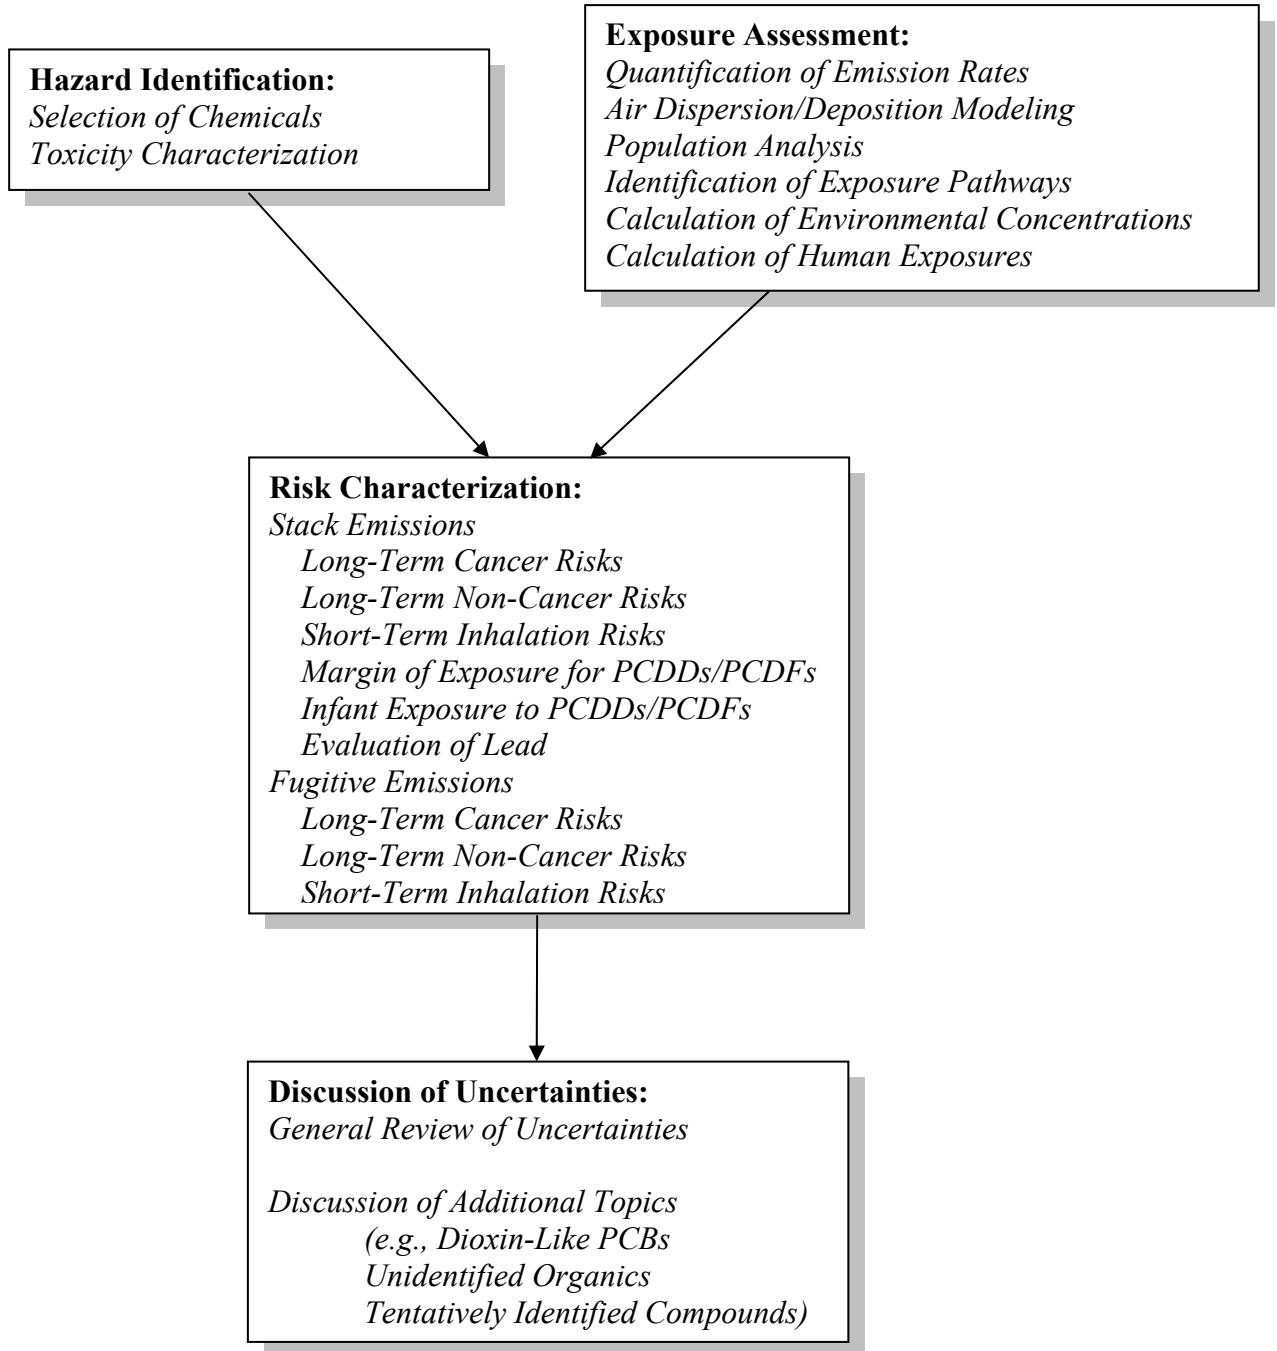 Hazard Identification:
Selection of Chemicals
Toxicity Characterization
Exposure Assessment:
Quantification of Emission Rates
Air Dispersion/Deposition Modeling
Population Analysis
Identification of Exposure Pathways
Calculation of Environmental Concentrations
Calculation of Human Exposures
Risk Characterization:
Stack Emissions
Long-Term Cancer Risks
Long-Term Non-Cancer Risks
Short-Term Inhalation Risks
Margin of Exposure for PCDDs/PCDFs
Infant Exposure to PCDDs/PCDFs
Evaluation of Lead
Fugitive Emissions
Long-Term Cancer Risks
Long-Term Non-Cancer Risks
Short-Term Inhalation Risks
Discussion of Uncertainties:
General Review of Uncertainties
Discussion of Additional Topics
(e.g., Dioxin-Like PCBs
Unidentified Organics
Tentatively Identified Compounds)